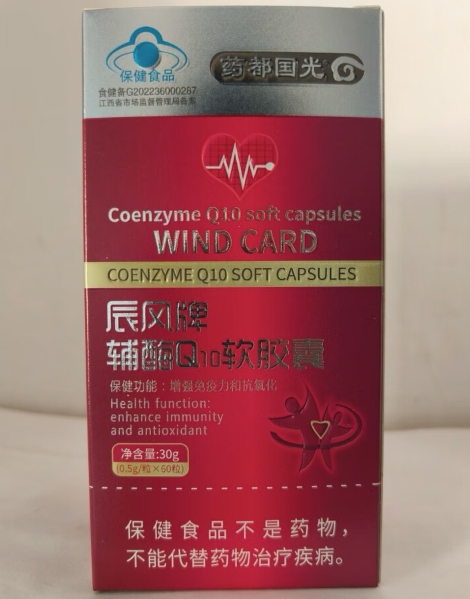 保健食品
食健备G202236000287
江西省市场监督管理局备案
药都国光
Coenzyme Q10 soft capsules
WIND CARD
COENZYME Q10 SOFT CAPSULES
辰风牌
辅酶Q10软胶囊
保健功能：增强免疫力和抗氧化
Health function:
enhance immunity
and antioxidant
净含量:30g
(0.5g/粒×60粒)
保健食品不是药物，
不能代替药物治疗疾病。